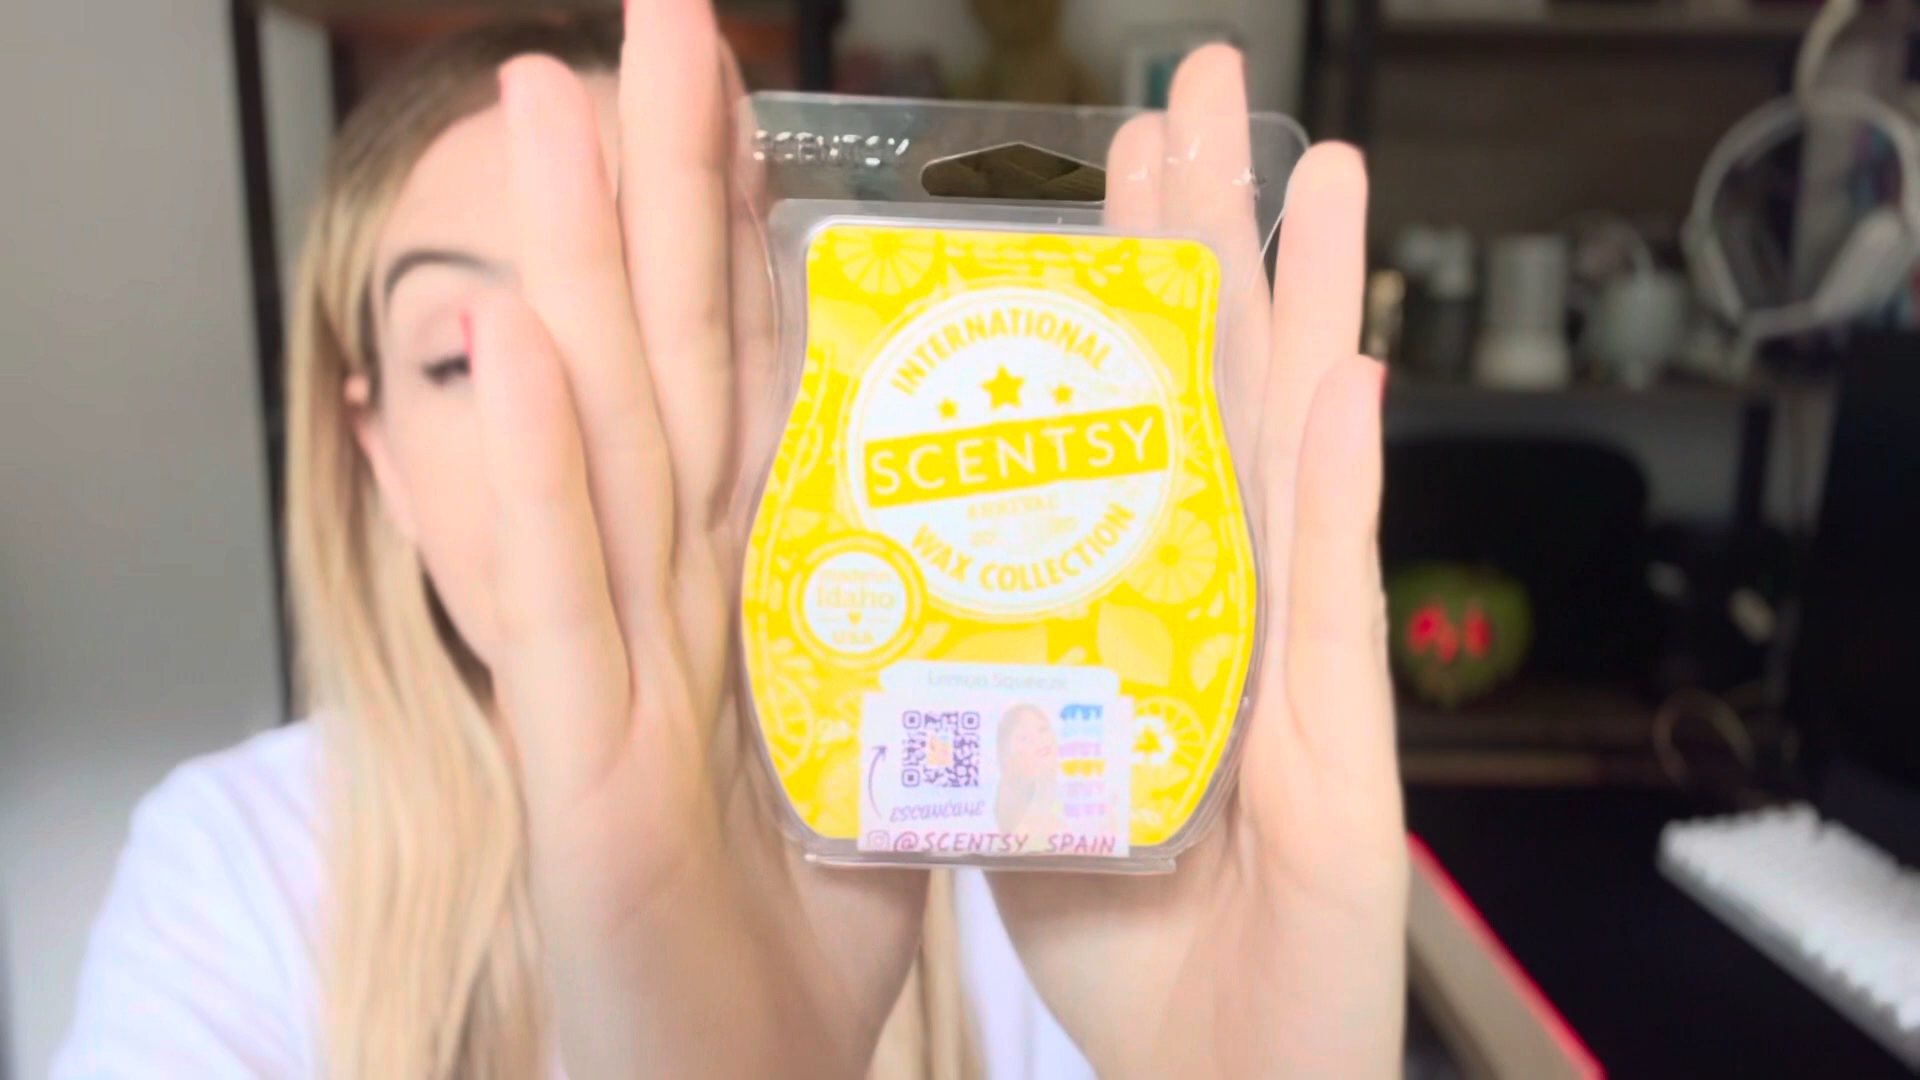 SCENTSY
INTERNATIONAL
SCENTSY
WAX COLLECTION
Idaho
USA
Lemon Squeeze
ESCANÉAME
@SCENTSY_SPAIN